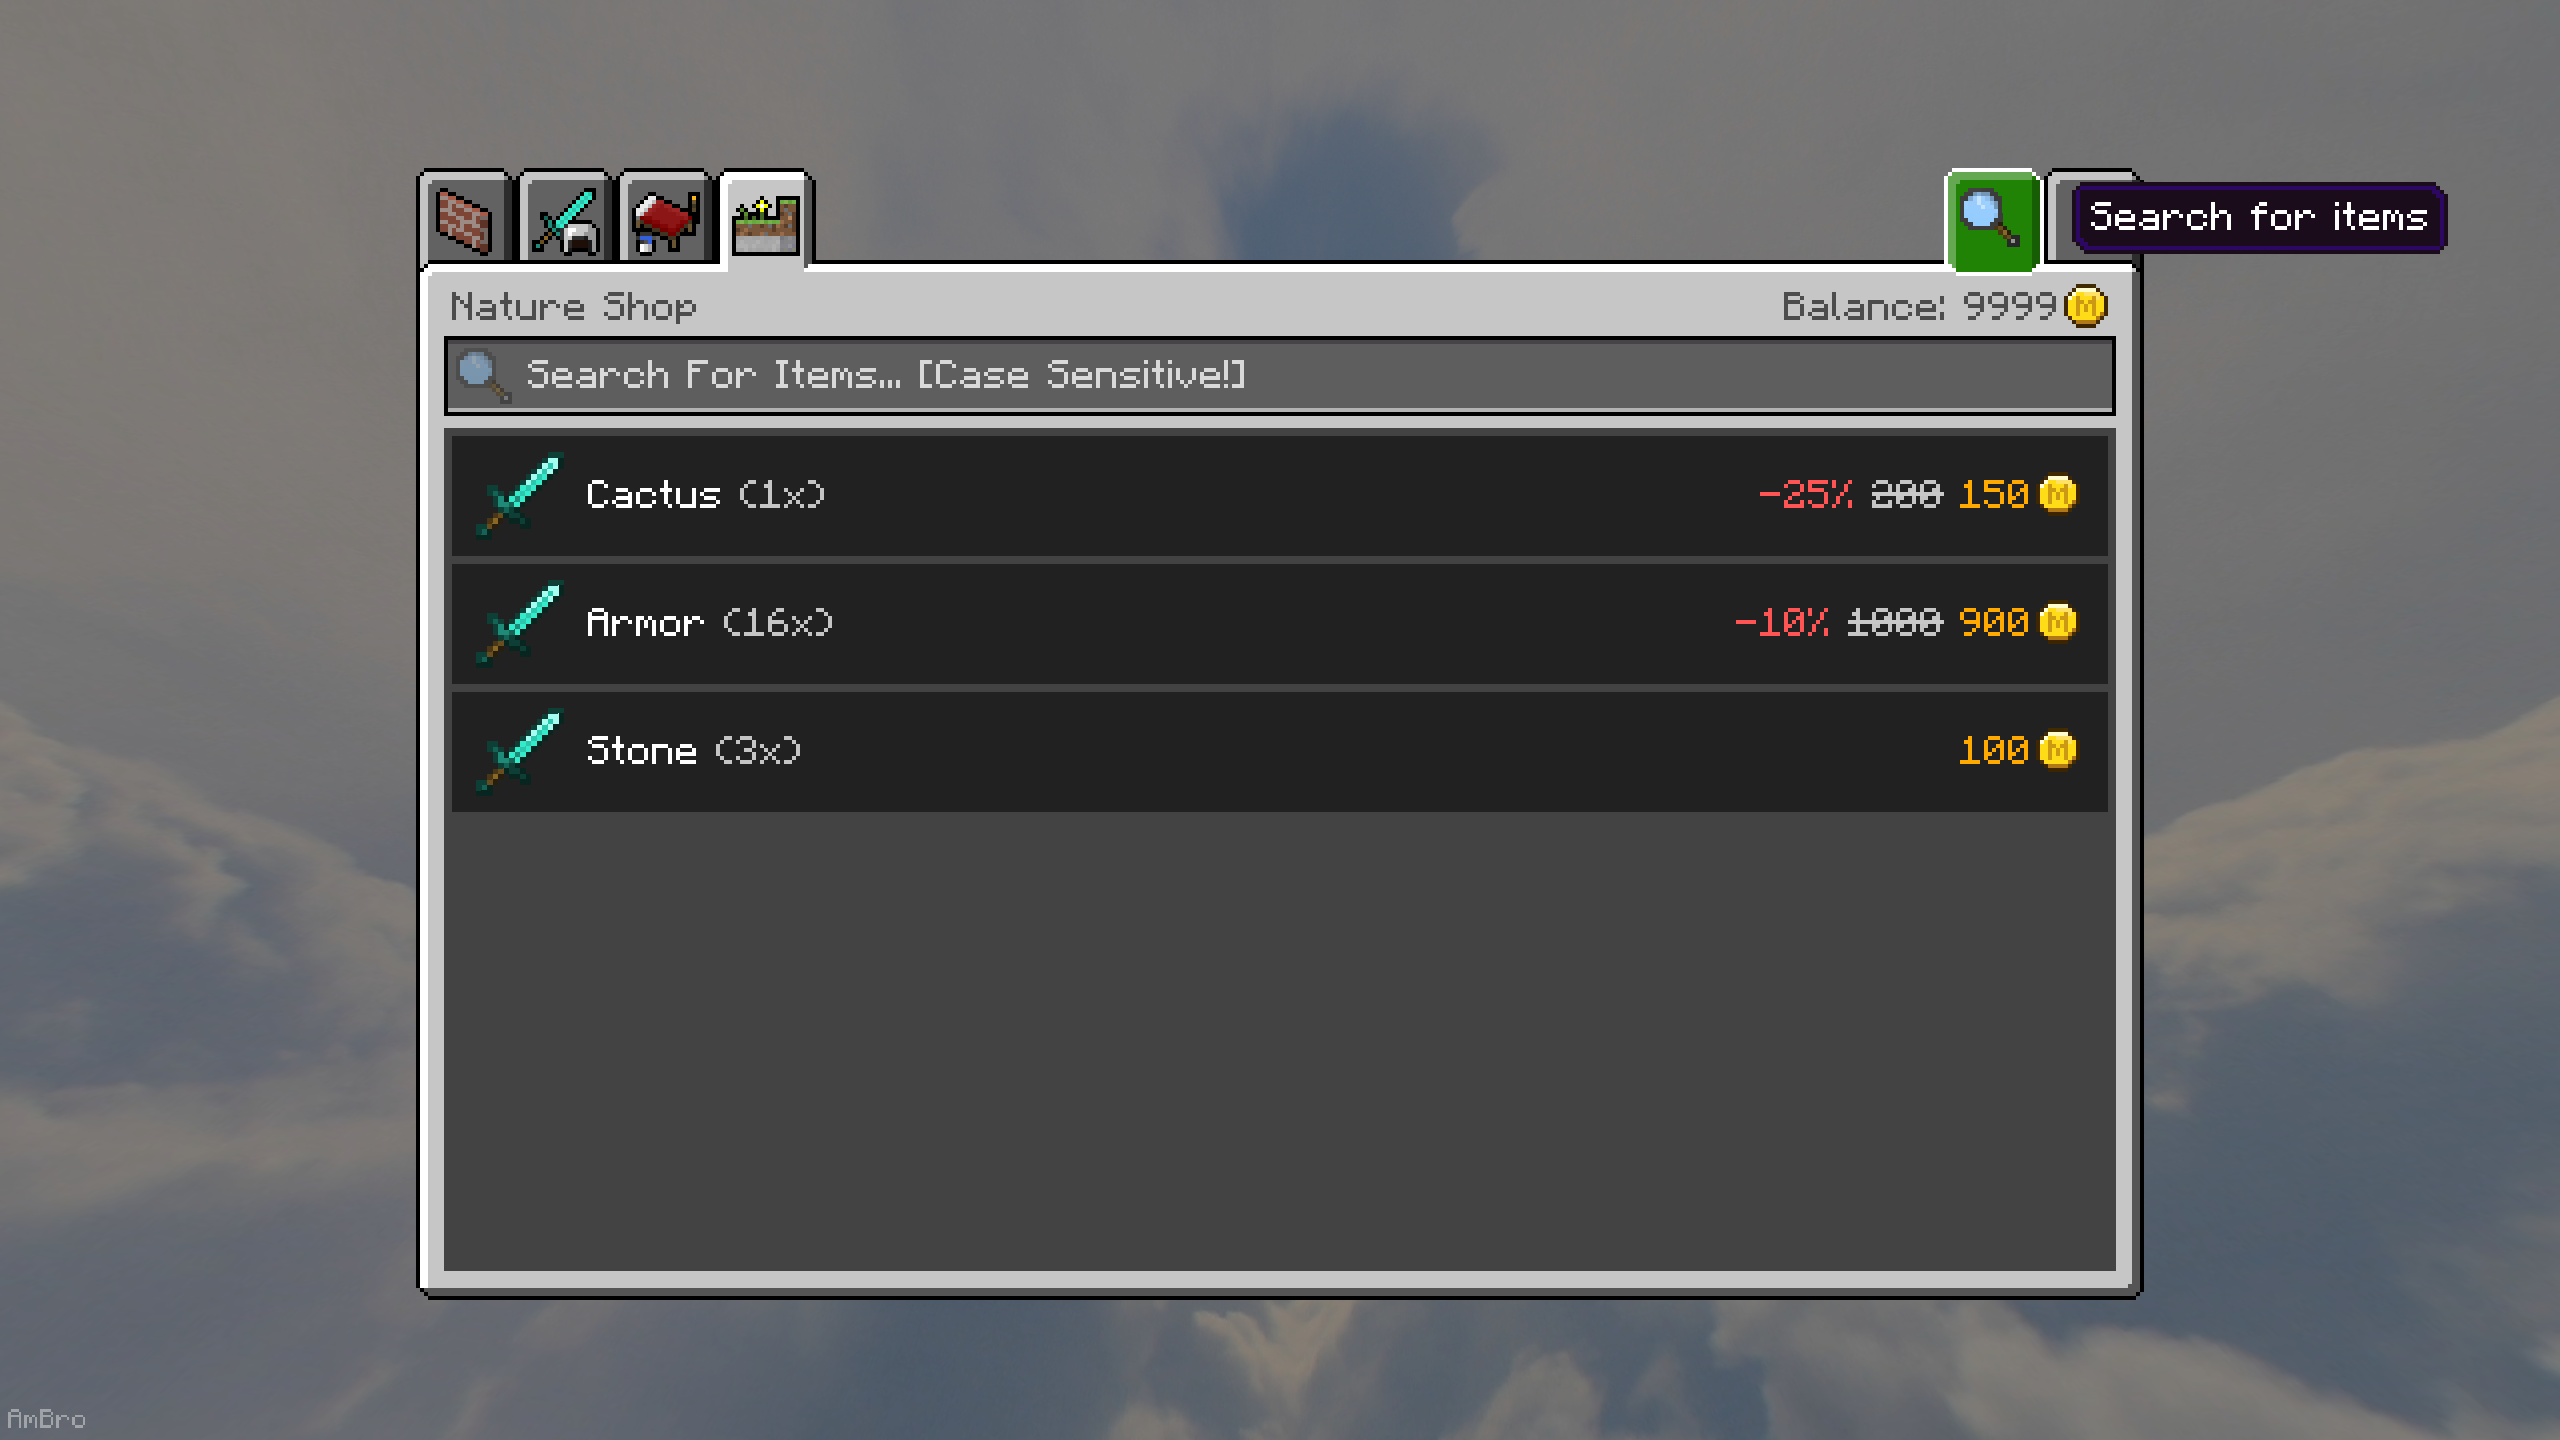 Search for items
Nature Shop
Balance: 9999
Search For Items... [Case Sensitive!]
Cactus (1x) -25% 200 150
Armor (16x) -10% 1000 900
Stone (3x) 100
AmBro